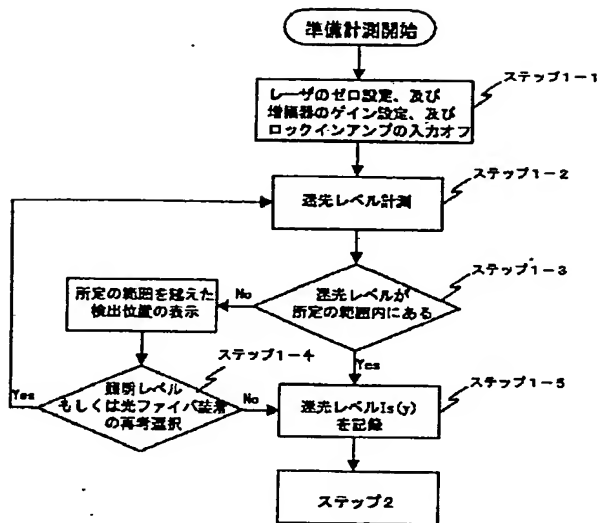 準備計測開始
ステップ1-1
レーザのゼロ設定、及び
増幅器のゲイン設定、及び
ロックインアンプの入力オフ
ステップ1-2
迷光レベル計測
ステップ1-3
迷光レベルが
所定の範囲内にある
No
所定の範囲を越えた
検出位置の表示
Yes
ステップ1-4
照明レベル
もしくは光ファイバ装着
の再考選択
Yes
No
ステップ1-5
迷光レベルIs(y)
を記録
ステップ2